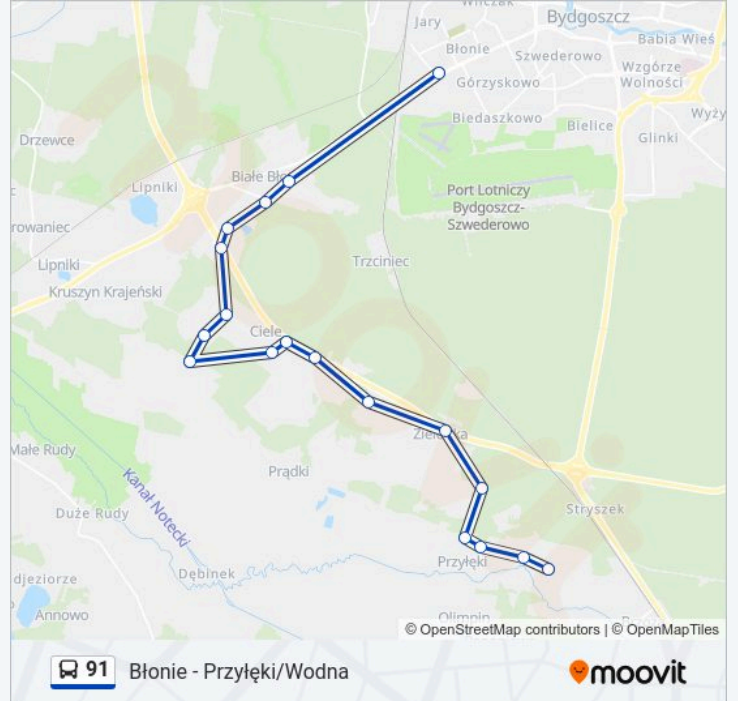 Wilczak
Bydgoszcz
Jary
Babia Wieś
Błonie
Szwederowo
Wzgórze
Wolności
Górzyskowo
Biedaszkowo
Bielice
Glinki
Drzewce
Lipniki
Port Lotniczy
Bydgoszcz-
Szwederowo
Trzciniec
Lipniki
Kruszyn Krajeński
Ciele
Małe Rudy
Prądki
Kanał Notecki
Duże Rudy
Stryszek
Przyłęki
Dębinek
Annowo
Olimpin
© OpenStreetMap contributors | © OpenMapTiles
91 Błonie - Przyłęki/Wodna
moovit